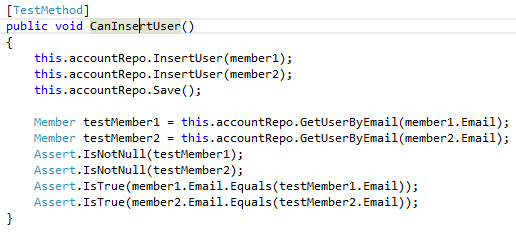 [TestMethod]
public void CanInsertUser()
{
    this.accountRepo.InsertUser(member1);
    this.accountRepo.InsertUser(member2);
    this.accountRepo.Save();

    Member testMember1 = this.accountRepo.GetUserByEmail(member1.Email);
    Member testMember2 = this.accountRepo.GetUserByEmail(member2.Email);
    Assert.IsNotNull(testMember1);
    Assert.IsNotNull(testMember2);
    Assert.IsTrue(member1.Email.Equals(testMember1.Email));
    Assert.IsTrue(member2.Email.Equals(testMember2.Email));
}